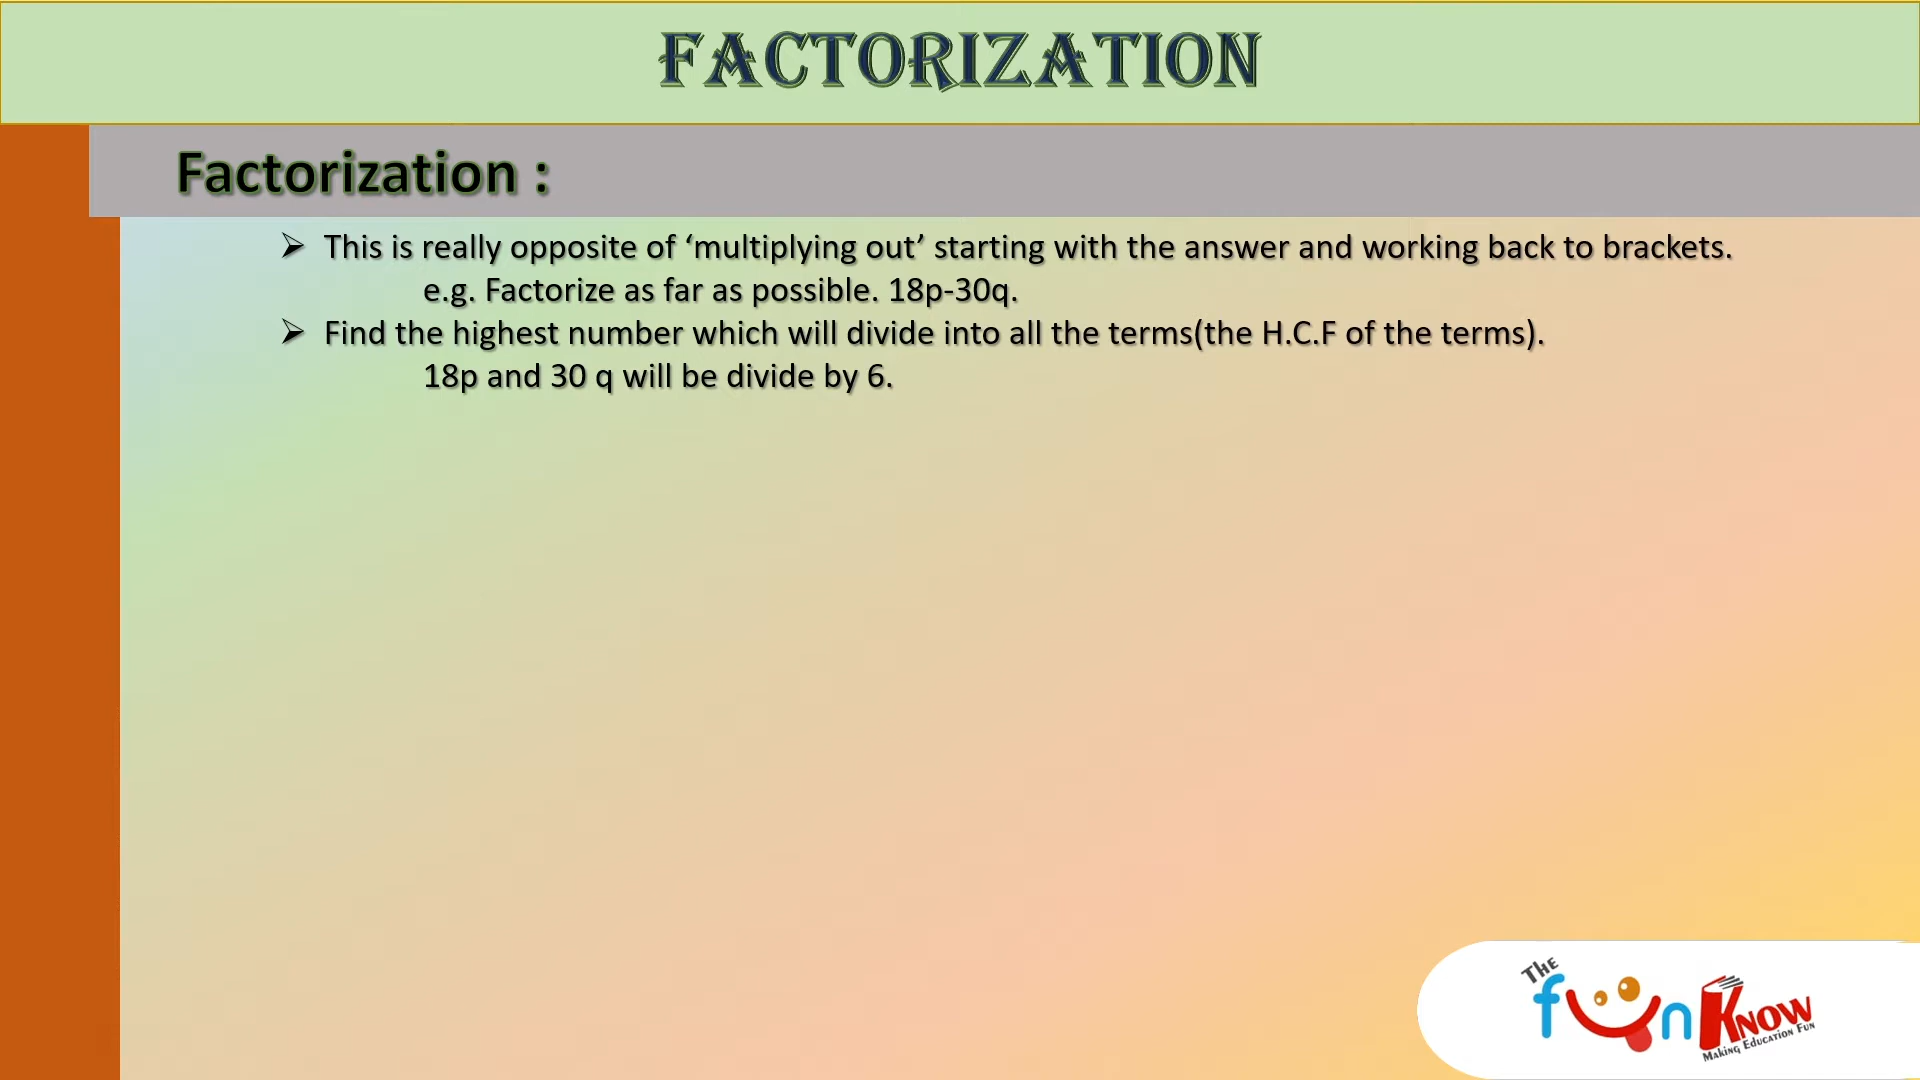 FACTORIZATION
Factorization :
➢ This is really opposite of ‘multiplying out’ starting with the answer and working back to brackets.
e.g. Factorize as far as possible. 18p-30q.
➢ Find the highest number which will divide into all the terms(the H.C.F of the terms).
18p and 30 q will be divide by 6.
The
fun Know
Making Education Fun